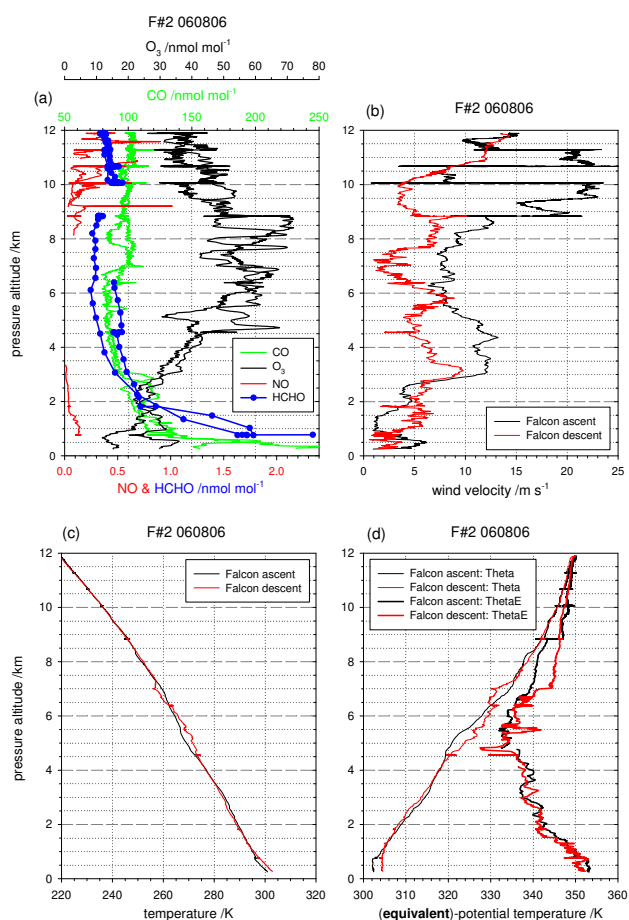 F#2 060806
O3 /nmol mol-1
0 10 20 30 40 50 60 70 80
(a)
CO /nmol mol-1
50 100 150 200 250
12
10
8
6
4
2
0
pressure altitude /km
CO
O3
NO
HCHO
0.0 0.5 1.0 1.5 2.0
NO & HCHO /nmol mol-1
(b)
F#2 060806
12
10
8
6
4
2
0
Falcon ascent
Falcon descent
0 5 10 15 20 25
wind velocity /m s-1
(c)
F#2 060806
12
10
8
6
4
2
0
pressure altitude /km
Falcon ascent
Falcon descent
220 240 260 280 300 320
temperature /K
(d)
F#2 060806
12
10
8
6
4
2
0
Falcon ascent: Theta
Falcon descent: Theta
Falcon ascent: ThetaE
Falcon descent: ThetaE
300 310 320 330 340 350 360
(equivalent)-potential temperature /K